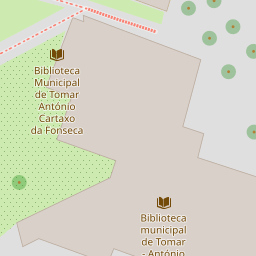 Biblioteca
Municipal
de Tomar
António
Cartaxo
da Fonseca
Biblioteca
municipal
de Tomar
- António